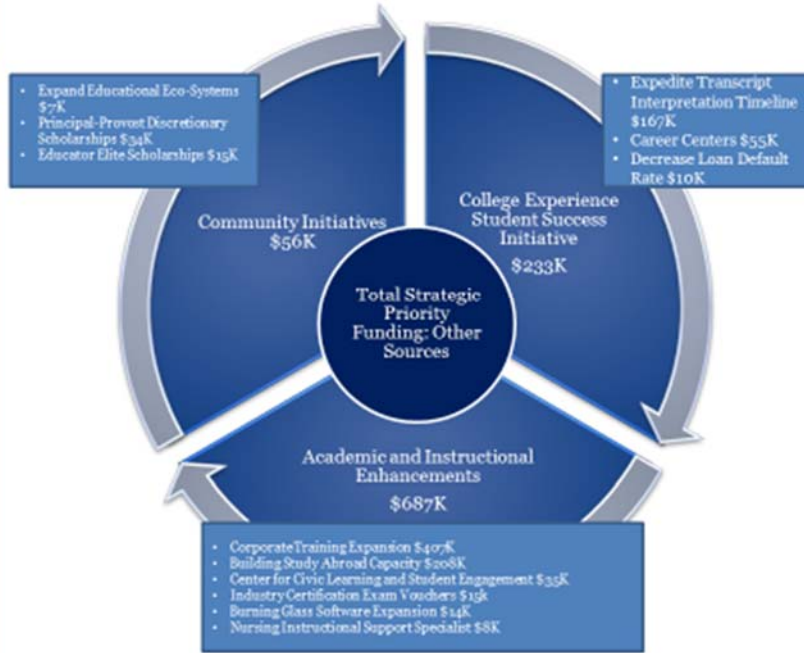 • Expand Educational Eco-Systems
$7K
• Principal-Provost Discretionary
Scholarships $34K
• Educator Elite Scholarships $15K
• Expedite Transcript
Interpretation Timeline
$167K
• Career Centers $55K
• Decrease Loan Default
Rate $10K
Community Initiatives
$56K
College Experience
Student Success
Initiative
$233K
Total Strategic
Priority
Funding: Other
Sources
Academic and Instructional
Enhancements
$687K
• Corporate Training Expansion $407K
• Building Study Abroad Capacity $208K
• Center for Civic Learning and Student Engagement $35K
• Industry Certification Exam Vouchers $15k
• Burning Glass Software Expansion $14K
• Nursing Instructional Support Specialist $8K